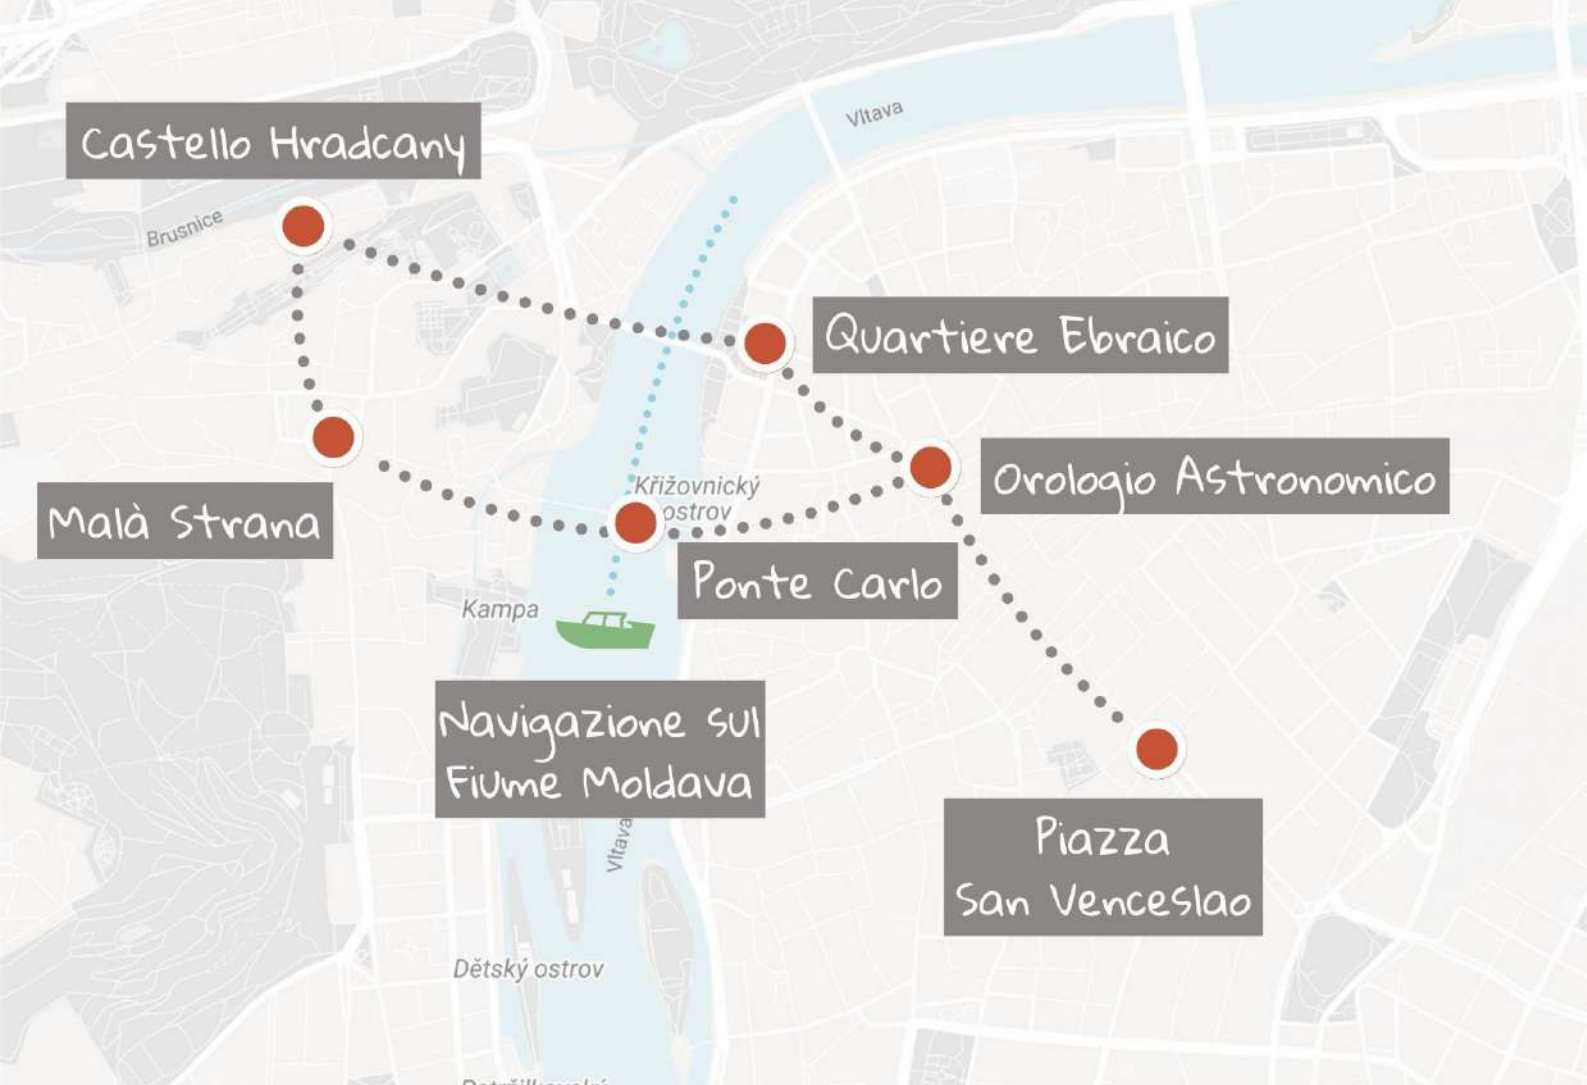 Vltava
Castello Hradcany
Brusnice
Quartiere Ebraico
Orologio Astronomico
Křižovnický
ostrov
Malà Strana
Ponte Carlo
Kampa
Navigazione sul
Fiume Moldava
Vltava
Piazza
San Venceslao
Dětský ostrov